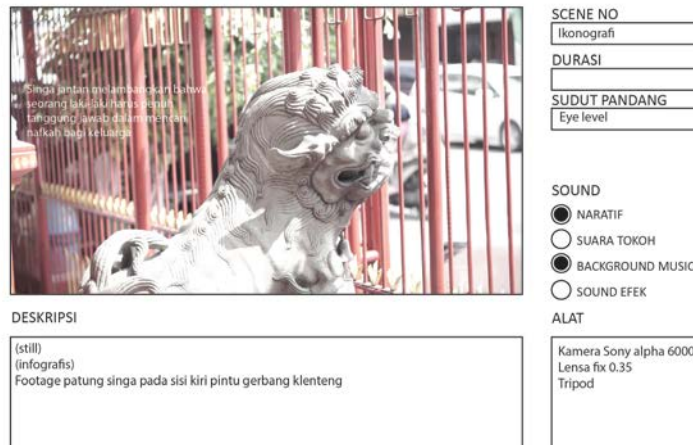 Singa jantan melambangkan bahwa
seorang laki-laki harus penuh
tanggung jawab dalam mencari
nafkah bagi keluarga
SCENE NO
Ikonografi
DURASI
SUDUT PANDANG
Eye level
SOUND
NARATIF
SUARA TOKOH
BACKGROUND MUSIC
SOUND EFEK
DESKRIPSI
(still)
(infografis)
Footage patung singa pada sisi kiri pintu gerbang klenteng
ALAT
Kamera Sony alpha 6000
Lensa fix 0.35
Tripod